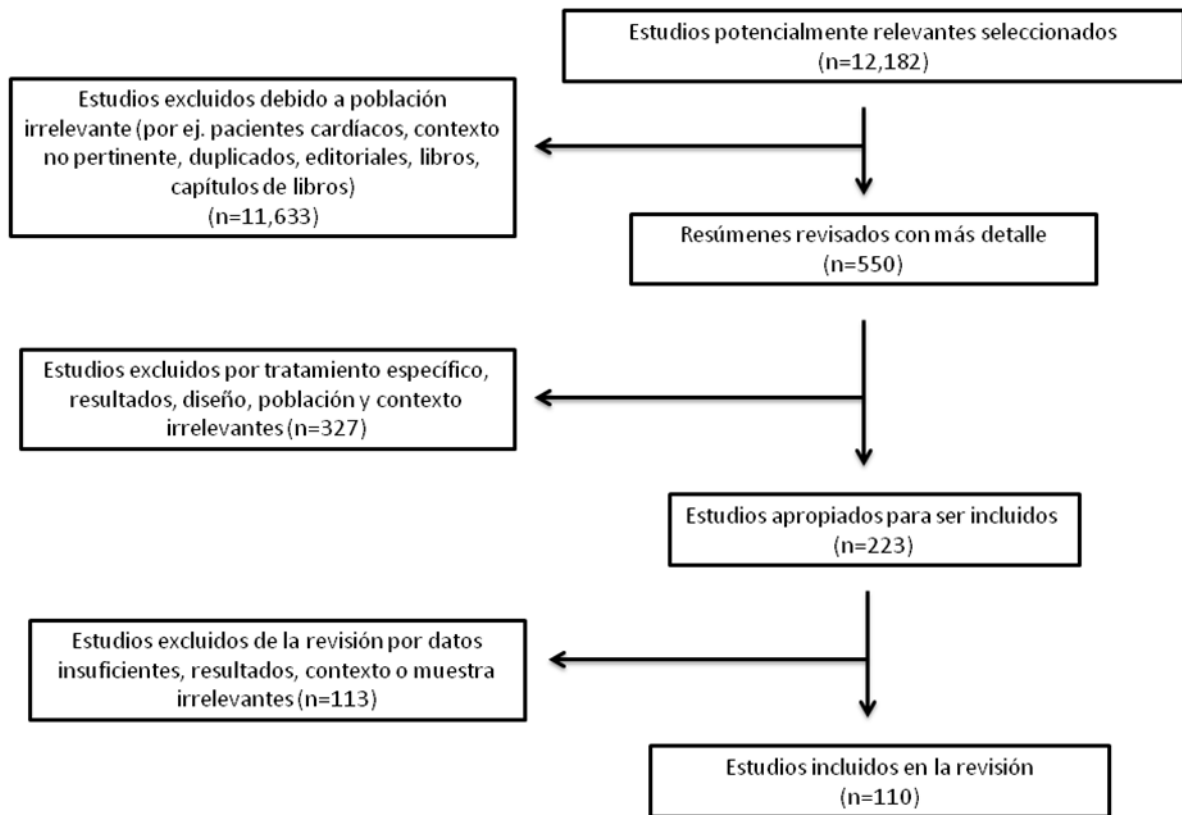 Estudios potencialmente relevantes seleccionados
(n=12,182)
Estudios excluidos debido a población
irrelevante (por ej. pacientes cardíacos, contexto
no pertinente, duplicados, editoriales, libros,
capítulos de libros)
(n=11,633)
Resúmenes revisados con más detalle
(n=550)
Estudios excluidos por tratamiento específico,
resultados, diseño, población y contexto
irrelevantes (n=327)
Estudios apropiados para ser incluidos
(n=223)
Estudios excluidos de la revisión por datos
insuficientes, resultados, contexto o muestra
irrelevantes (n=113)
Estudios incluidos en la revisión
(n=110)